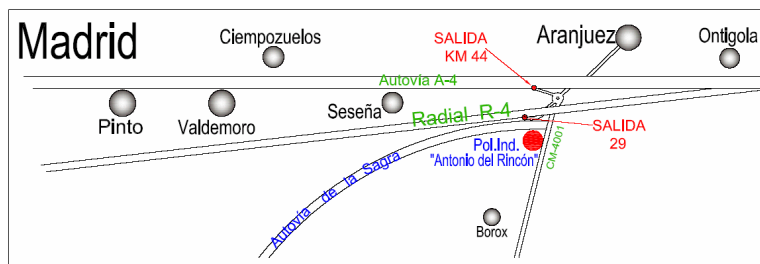 Madrid
Ciempozuelos
SALIDA
KM 44
Aranjuez
Ontigola
Autovía A-4
Pinto
Valdemoro
Seseña
Radial R-4
SALIDA
29
Pol.Ind.
"Antonio del Rincón"
CM-4001
Autovía de la Sagra
Borox